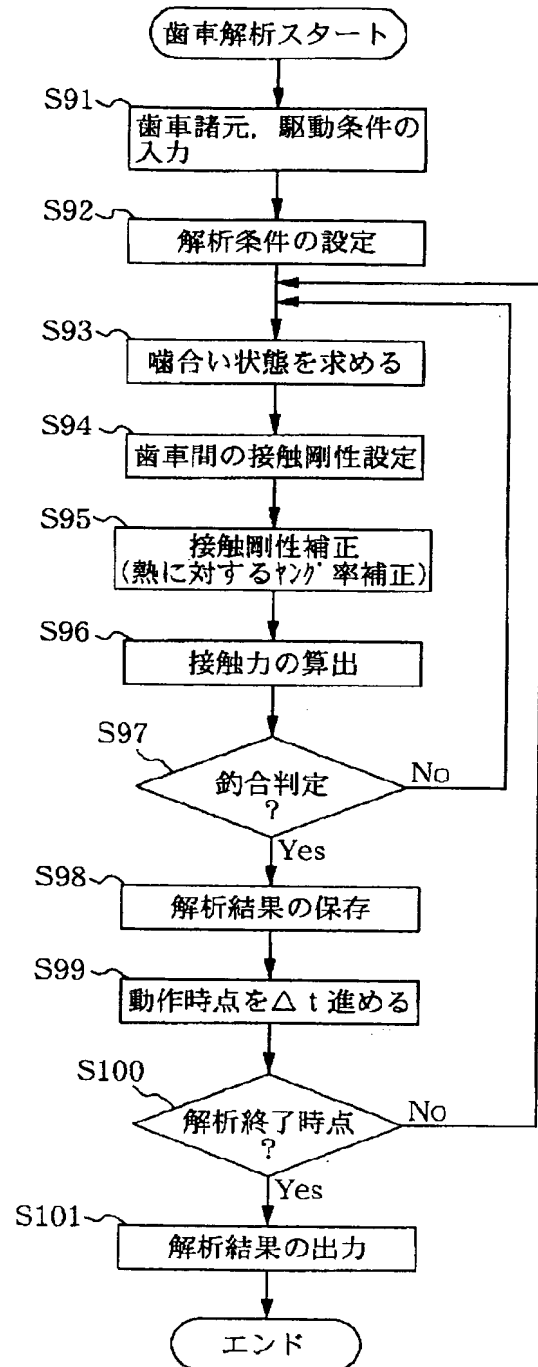 歯車解析スタート
S91
歯車諸元，駆動条件の
入力
S92
解析条件の設定
S93
噛合い状態を求める
S94
歯車間の接触剛性設定
S95
接触剛性補正
(熱に対するﾔﾝｸﾞ率補正)
S96
接触力の算出
S97
釣合判定
?
No
Yes
S98
解析結果の保存
S99
動作時点を△t進める
S100
解析終了時点
?
No
Yes
S101
解析結果の出力
エンド